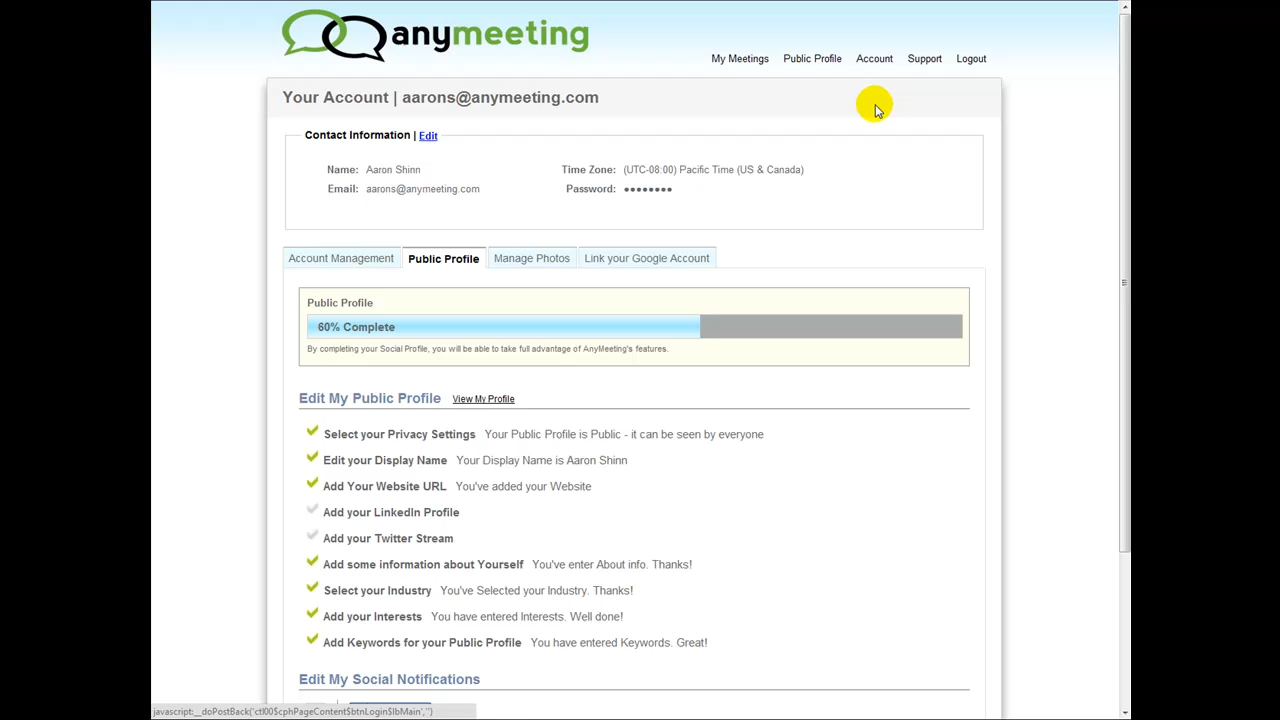 anymeeting
My Meetings Public Profile Account Support Logout
Your Account | aarons@anymeeting.com
Contact Information | Edit
Name: Aaron Shinn Time Zone: (UTC-08:00) Pacific Time (US & Canada)
Email: aarons@anymeeting.com Password: ●●●●●●●●
Account Management Public Profile Manage Photos Link your Google Account
Public Profile
60% Complete
By completing your Social Profile, you will be able to take full advantage of AnyMeeting's features.
Edit My Public Profile View My Profile
Select your Privacy Settings Your Public Profile is Public - it can be seen by everyone
Edit your Display Name Your Display Name is Aaron Shinn
Add Your Website URL You've added your Website
Add your LinkedIn Profile
Add your Twitter Stream
Add some information about Yourself You've enter About info. Thanks!
Select your Industry You've Selected your Industry. Thanks!
Add your Interests You have entered Interests. Well done!
Add Keywords for your Public Profile You have entered Keywords. Great!
Edit My Social Notifications
javascript:__doPostBack('ctl00$cphPageContent$btnLogin$lbMain','')